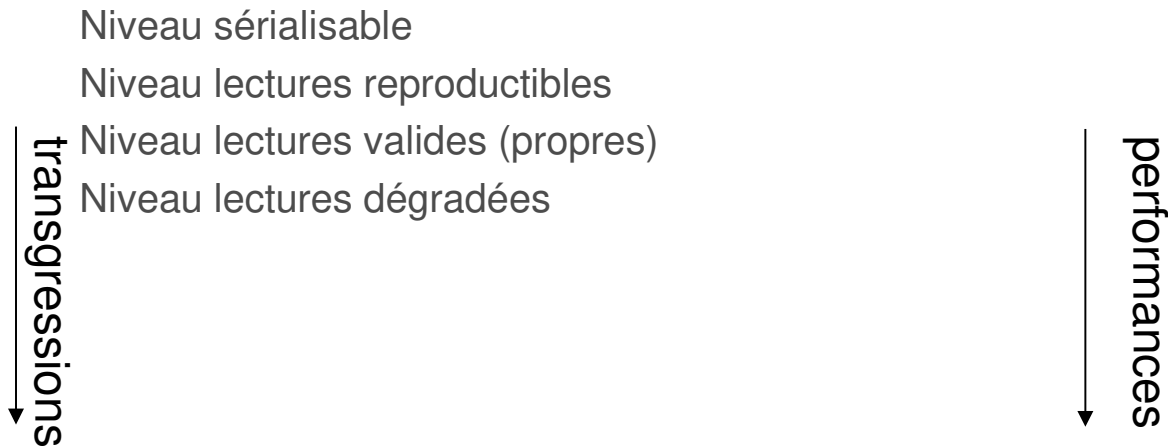 Niveau sérialisable
Niveau lectures reproductibles
Niveau lectures valides (propres)
Niveau lectures dégradées
transgressions
performances